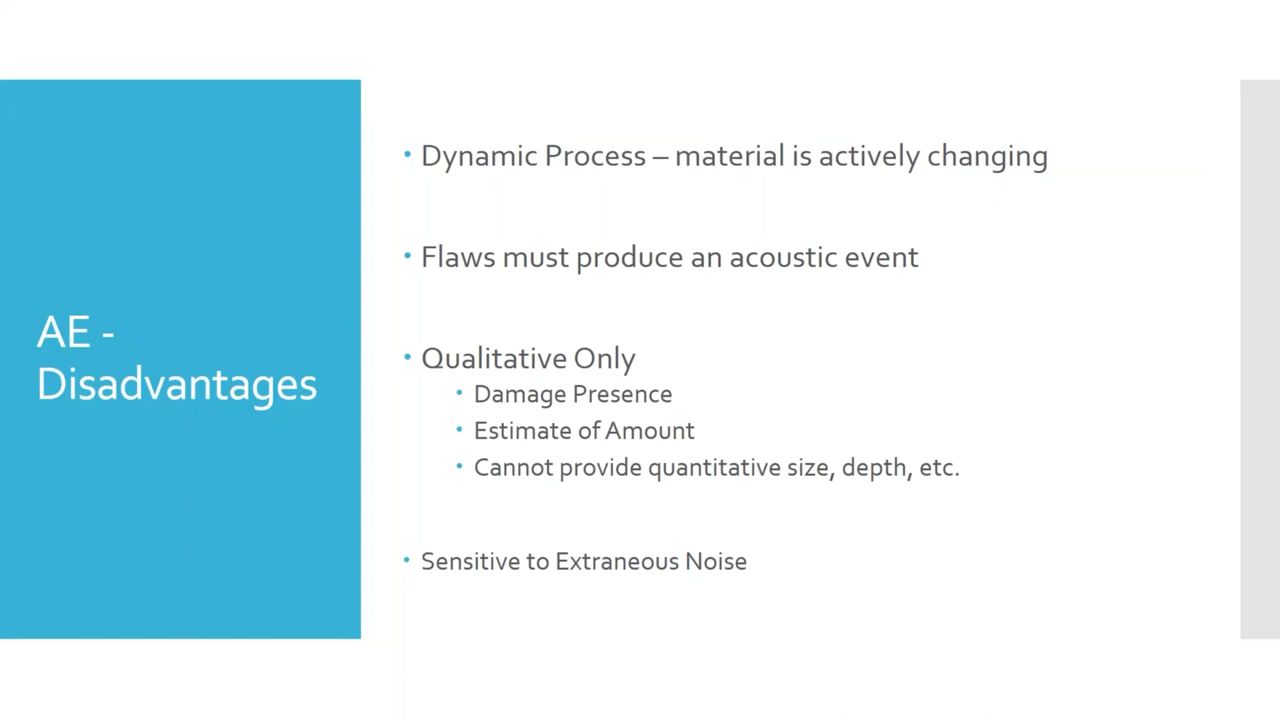 AE -
Disadvantages
• Dynamic Process – material is actively changing
• Flaws must produce an acoustic event
• Qualitative Only
• Damage Presence
• Estimate of Amount
• Cannot provide quantitative size, depth, etc.
• Sensitive to Extraneous Noise